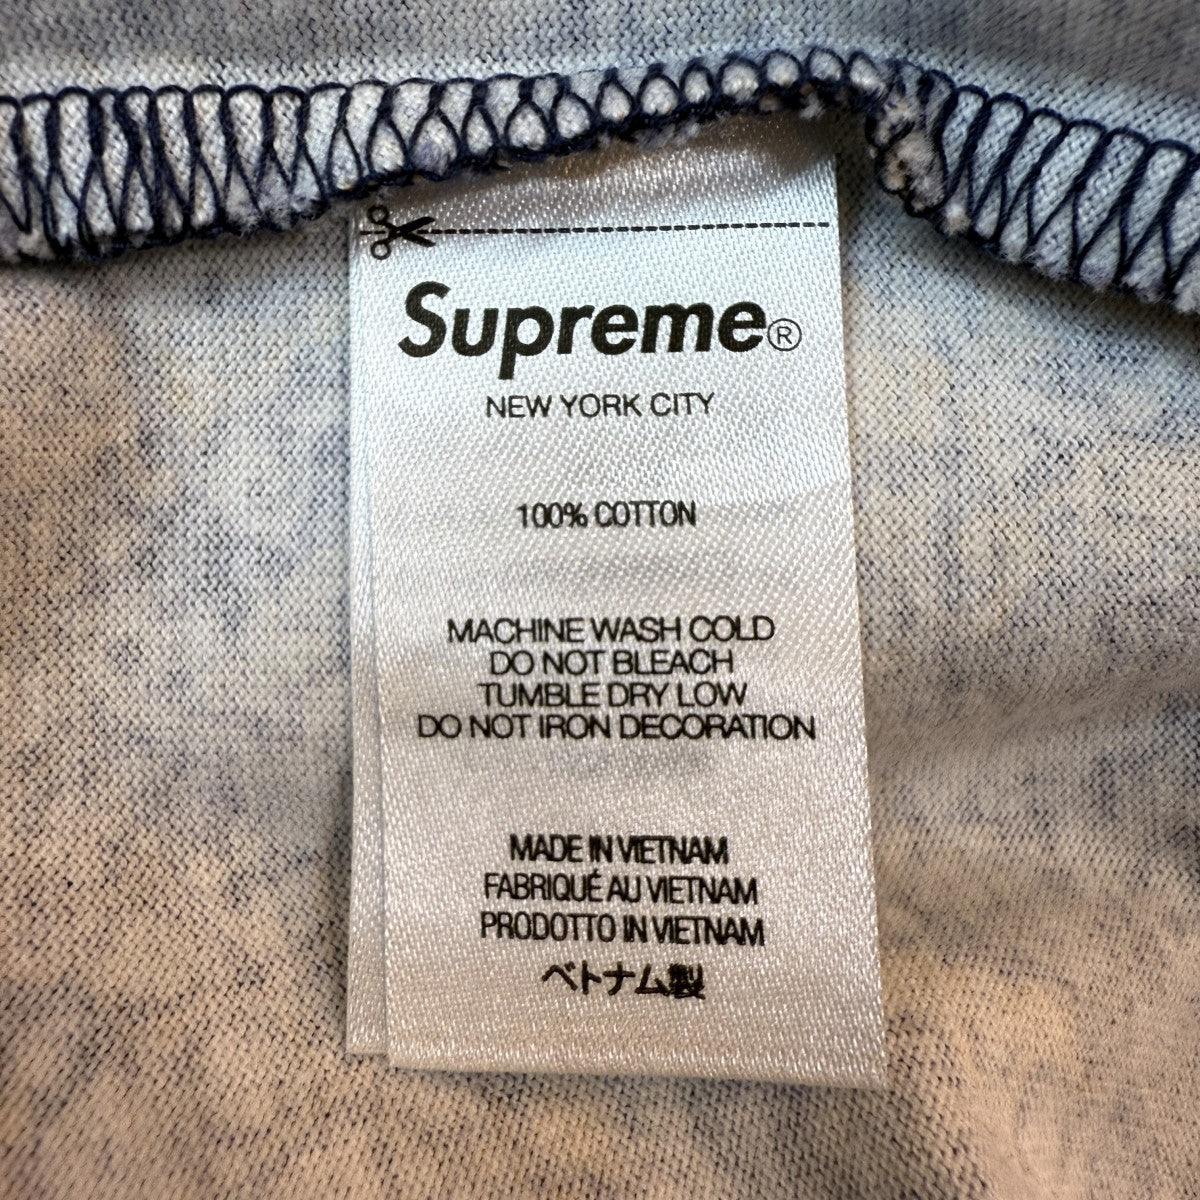 Supreme®
NEW YORK CITY
100% COTTON
MACHINE WASH COLD
DO NOT BLEACH
TUMBLE DRY LOW
DO NOT IRON DECORATION
MADE IN VIETNAM
FABRIQUÉ AU VIETNAM
PRODOTTO IN VIETNAM
ベトナム製